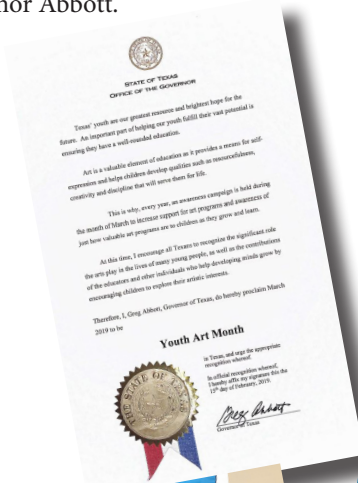 nor Abbott.
STATE OF TEXAS
OFFICE OF THE GOVERNOR
Texas' youth are our greatest resource and brightest hope for the
future. An important part of helping our youth fulfill their vast potential is
ensuring they have a well-rounded education.
Art is a valuable element of education as it provides a means for self-
expression and helps children develop qualities such as resourcefulness,
creativity and discipline that will serve them for life.
This is why, every year, an awareness campaign is held during
the month of March to increase support for art programs and awareness of
just how valuable art programs are to children as they grow and learn.
At this time, I encourage all Texans to recognize the significant role
the arts play in the lives of many young people, as well as the contributions
of the educators and other individuals who help developing minds grow by
encouraging children to explore their artistic interests.
Therefore, I, Greg Abbott, Governor of Texas, do hereby proclaim March
2019 to be
Youth Art Month
in Texas, and urge the appropriate
recognition whereof.
In official recognition whereof,
I hereby affix my signature this the
12th day of February, 2019.
Greg Abbott
Governor of Texas
THE STATE OF TEXAS